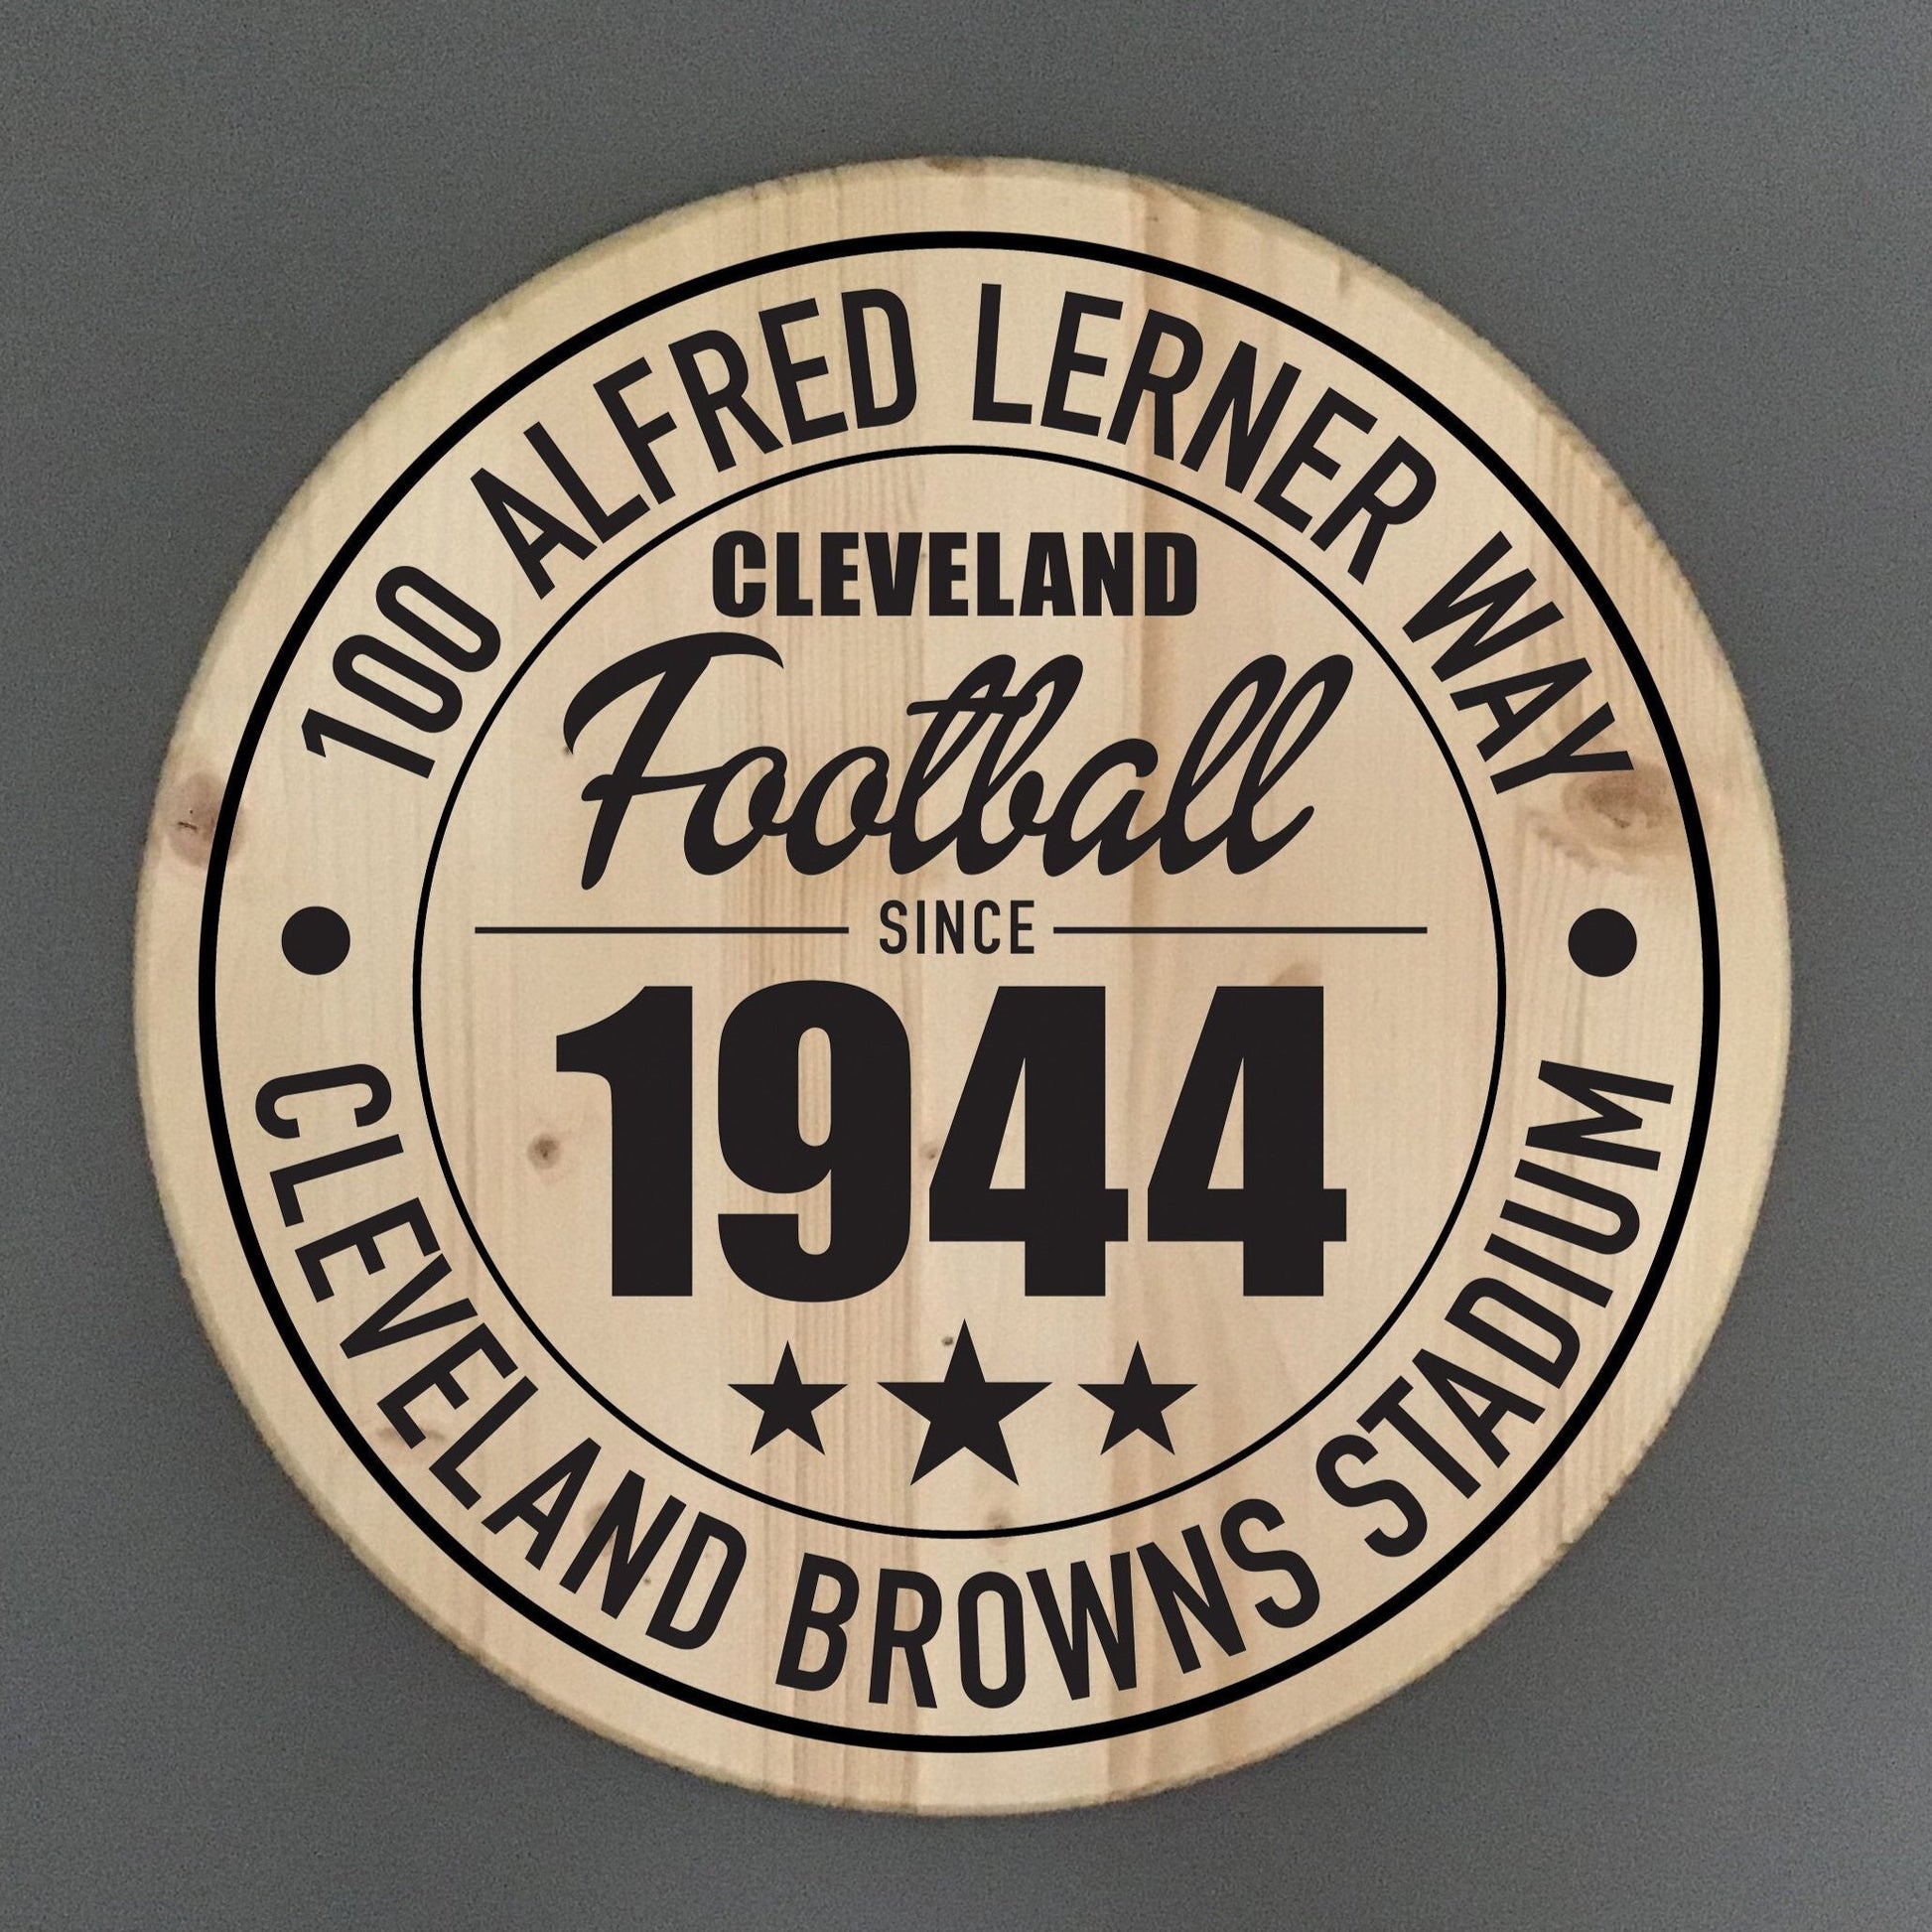 100 ALFRED LERNER WAY
CLEVELAND
Football
SINCE
1944
CLEVELAND BROWNS STADIUM